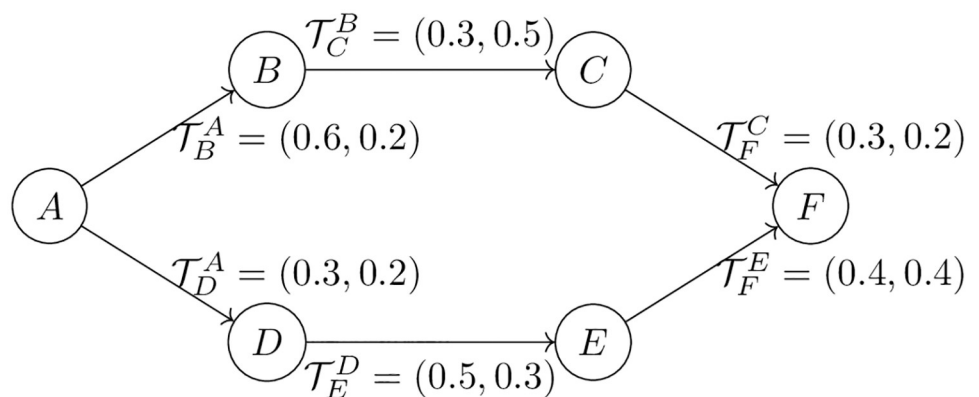 𝒯_C^B = (0.3, 0.5)
B
C
𝒯_B^A = (0.6, 0.2)
𝒯_F^C = (0.3, 0.2)
A
F
𝒯_D^A = (0.3, 0.2)
𝒯_F^E = (0.4, 0.4)
D
E
𝒯_E^D = (0.5, 0.3)